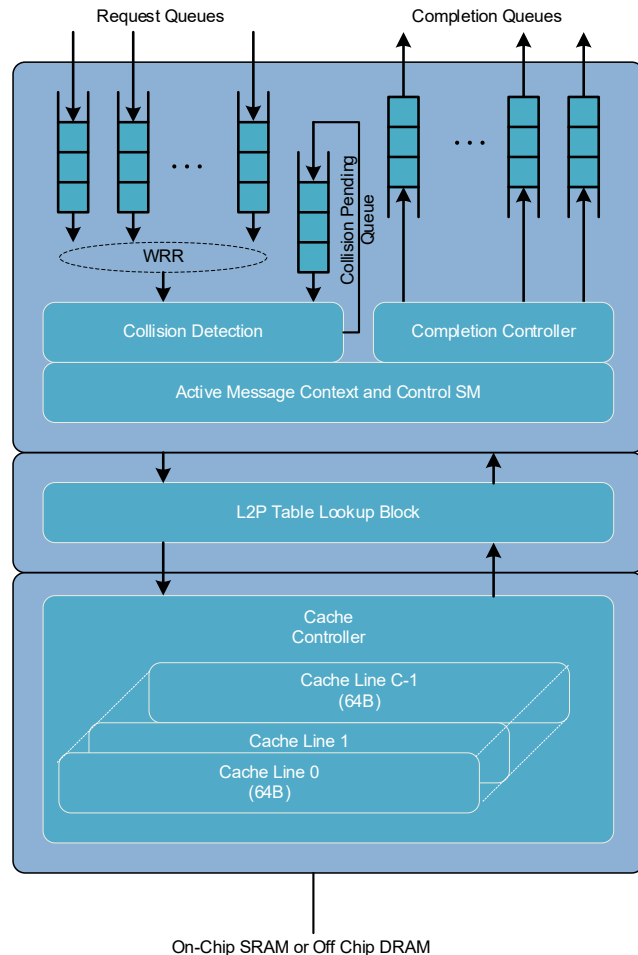 Request Queues
Completion Queues
. . .
. . .
Collision Pending
Queue
WRR
Collision Detection
Completion Controller
Active Message Context and Control SM
L2P Table Lookup Block
Cache
Controller
Cache Line C-1
(64B)
Cache Line 1
Cache Line 0
(64B)
On-Chip SRAM or Off Chip DRAM